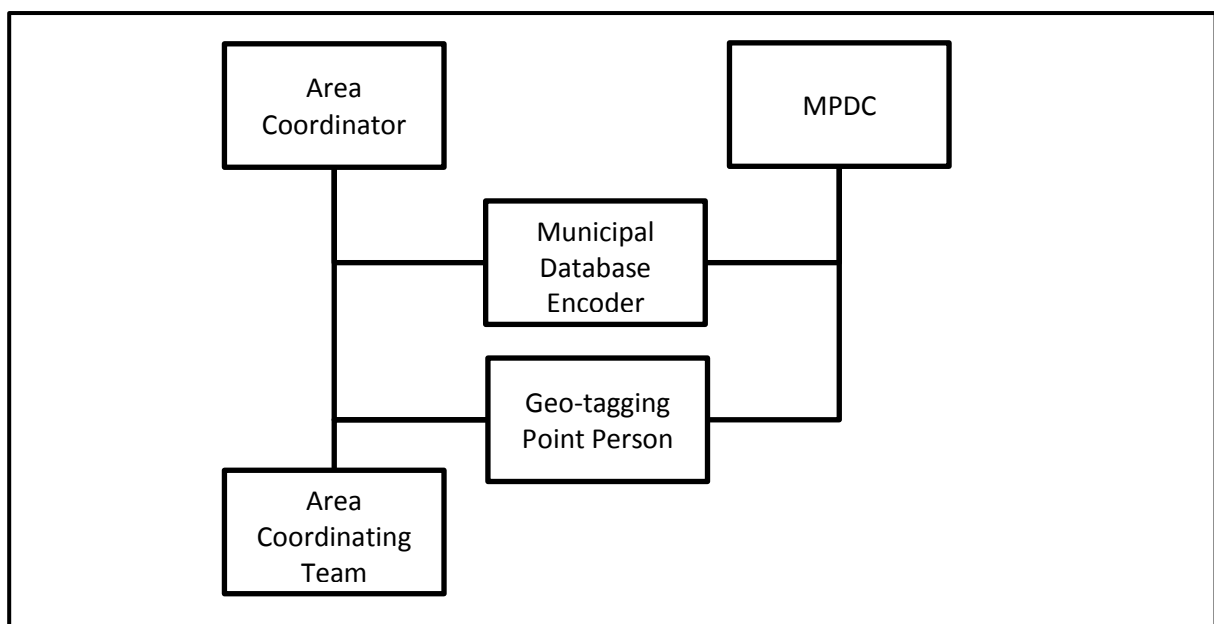 Area
Coordinator
MPDC
Municipal
Database
Encoder
Geo-tagging
Point Person
Area
Coordinating
Team